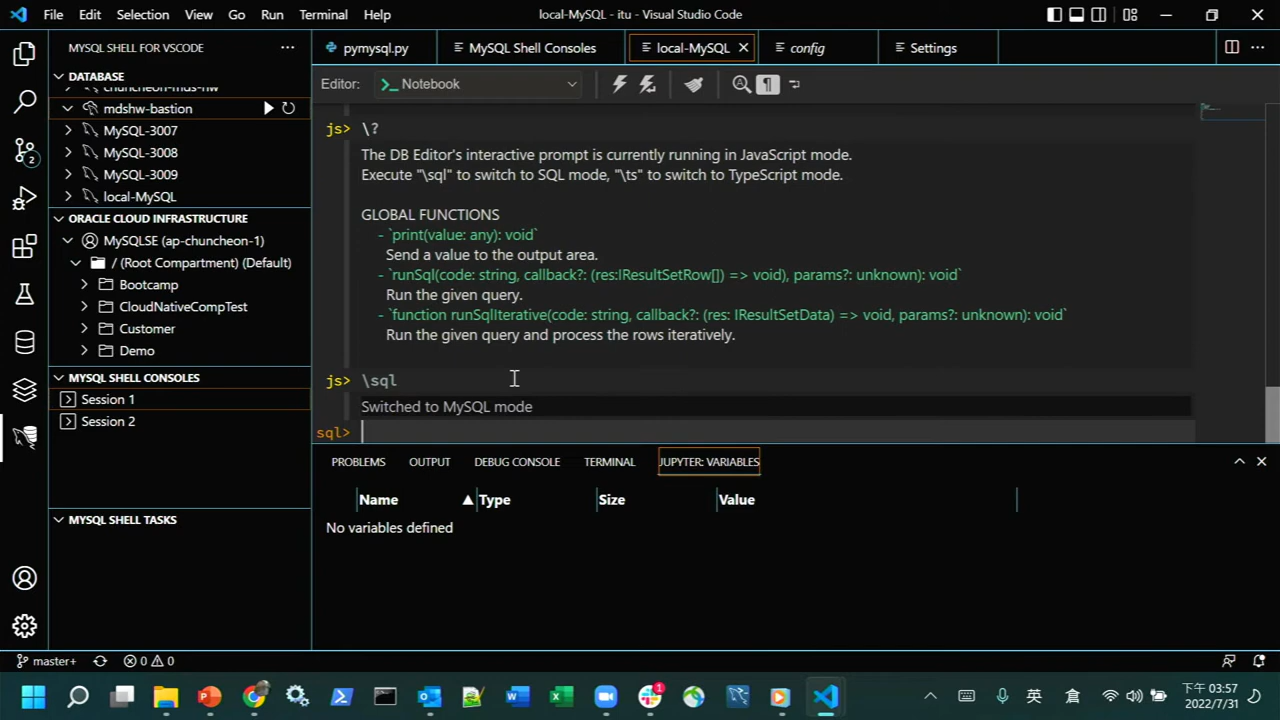 File Edit Selection View Go Run Terminal Help local-MySQL - itu - Visual Studio Code
MYSQL SHELL FOR VSCODE
pymysql.py MySQL Shell Consoles local-MySQL config Settings
DATABASE
Editor: Notebook
chuncheon-mds-hw
mdshw-bastion
MySQL-3007
MySQL-3008
MySQL-3009
local-MySQL
ORACLE CLOUD INFRASTRUCTURE
MySQLSE (ap-chuncheon-1)
/ (Root Compartment) (Default)
Bootcamp
CloudNativeCompTest
Customer
Demo
MYSQL SHELL CONSOLES
Session 1
Session 2
MYSQL SHELL TASKS
js> \?
The DB Editor's interactive prompt is currently running in JavaScript mode.
Execute "\sql" to switch to SQL mode, "\ts" to switch to TypeScript mode.
GLOBAL FUNCTIONS
- `print(value: any): void`
Send a value to the output area.
- `runSql(code: string, callback?: (res:IResultSetRow[]) => void), params?: unknown): void`
Run the given query.
- `function runSqlIterative(code: string, callback?: (res: IResultSetData) => void, params?: unknown): void`
Run the given query and process the rows iteratively.
js> \sql
Switched to MySQL mode
sql>
PROBLEMS OUTPUT DEBUG CONSOLE TERMINAL JUPYTER: VARIABLES
Name Type Size Value
No variables defined
2
master+ 0 0
1
英 倉 下午 03:57
2022/7/31